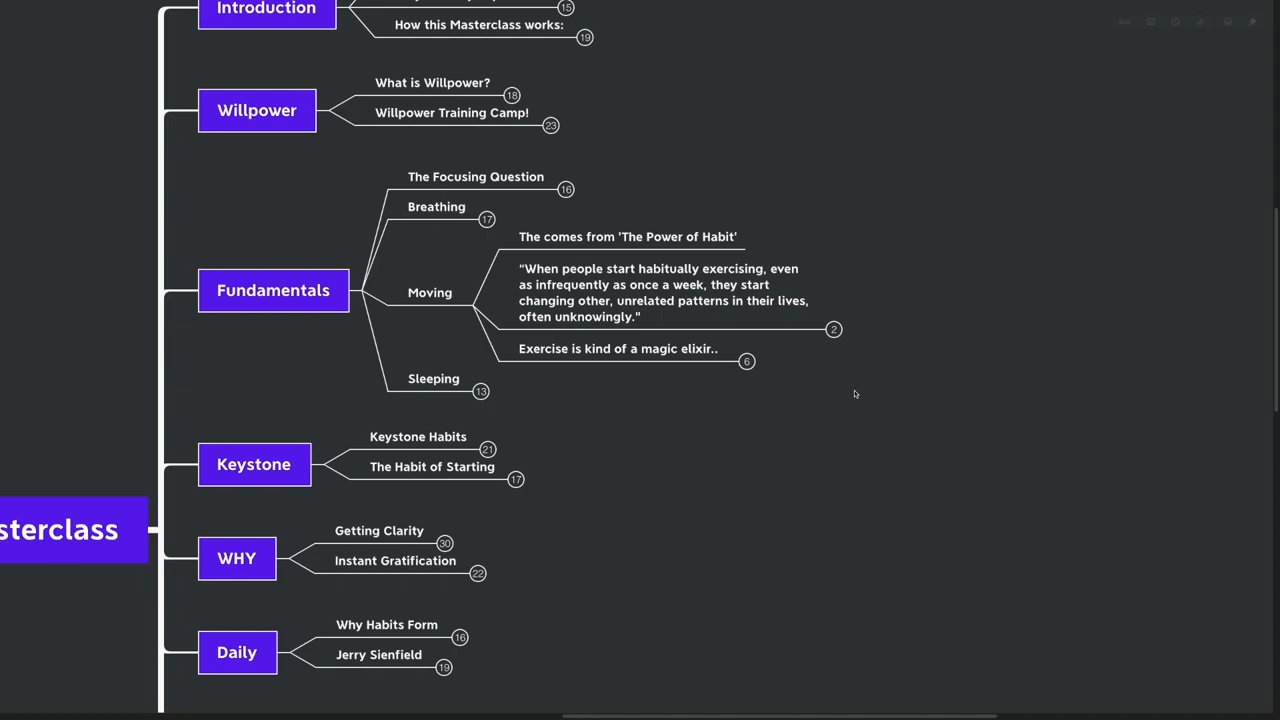 Introduction
15
How this Masterclass works:
19
Willpower
What is Willpower?
18
Willpower Training Camp!
23
Fundamentals
The Focusing Question
16
Breathing
17
Moving
The comes from 'The Power of Habit'
"When people start habitually exercising, even
as infrequently as once a week, they start
changing other, unrelated patterns in their lives,
often unknowingly."
2
Exercise is kind of a magic elixir..
6
Sleeping
13
Keystone
Keystone Habits
21
The Habit of Starting
17
sterclass
WHY
Getting Clarity
30
Instant Gratification
22
Daily
Why Habits Form
16
Jerry Sienfield
19